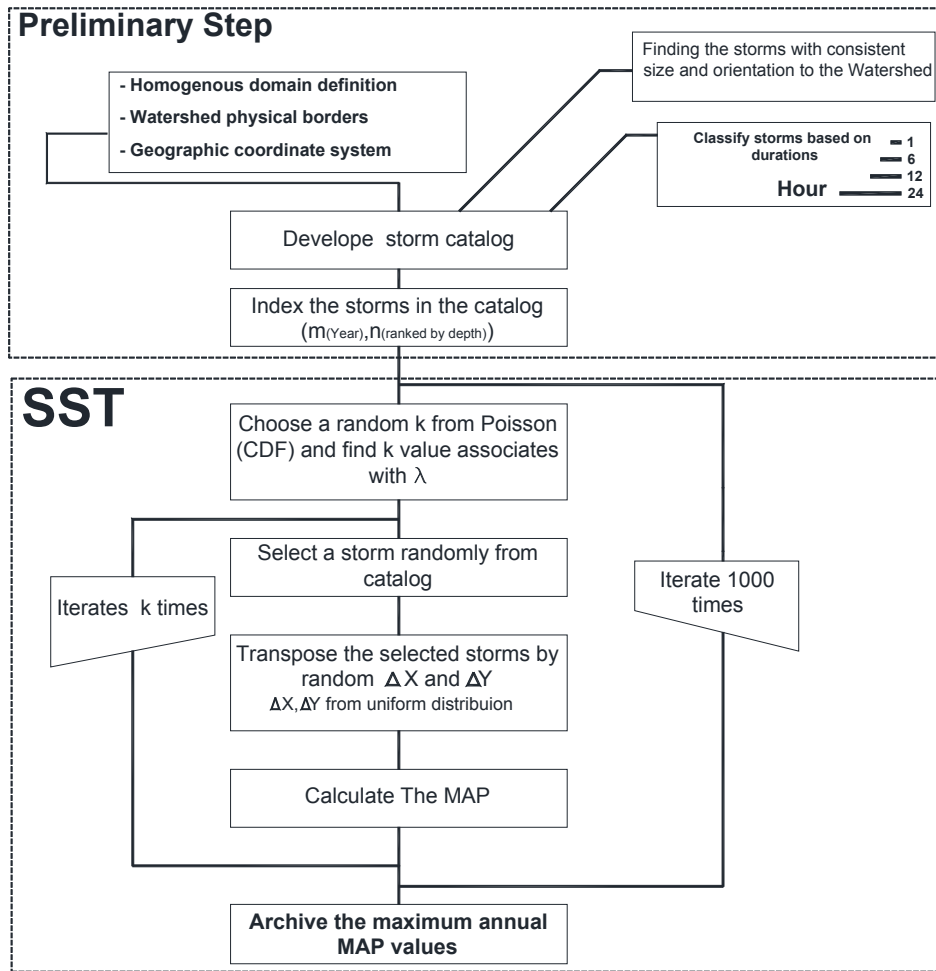 Preliminary Step
- Homogenous domain definition
- Watershed physical borders
- Geographic coordinate system
Finding the storms with consistent
size and orientation to the Watershed
Classify storms based on
durations
Hour
1
6
12
24
Develope storm catalog
Index the storms in the catalog
(m(Year),n(ranked by depth))
SST
Choose a random k from Poisson
(CDF) and find k value associates
with λ
Select a storm randomly from
catalog
Iterates k times
Iterate 1000
times
Transpose the selected storms by
random ΔX and ΔY
ΔX,ΔY from uniform distribuion
Calculate The MAP
Archive the maximum annual
MAP values